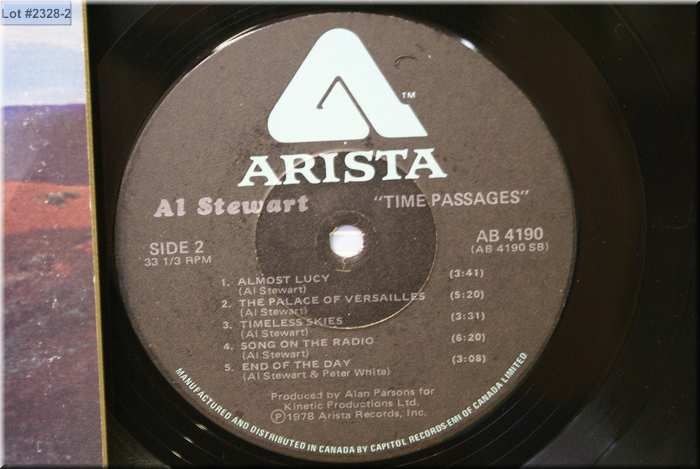 Lot #2328-2
TM
ARISTA
Al Stewart
"TIME PASSAGES"
SIDE 2
33 1/3 RPM
AB 4190
(AB 4190 SB)
1. ALMOST LUCY (3:41)
(Al Stewart)
2. THE PALACE OF VERSAILLES (5:20)
(Al Stewart)
3. TIMELESS SKIES (3:31)
(Al Stewart)
4. SONG ON THE RADIO (6:20)
(Al Stewart)
5. END OF THE DAY (3:08)
(Al Stewart & Peter White)
Produced by Alan Parsons for
Kinetic Productions Ltd.
Ⓟ1978 Arista Records, Inc.
MANUFACTURED AND DISTRIBUTED IN CANADA BY CAPITOL RECORDS-EMI OF CANADA LIMITED